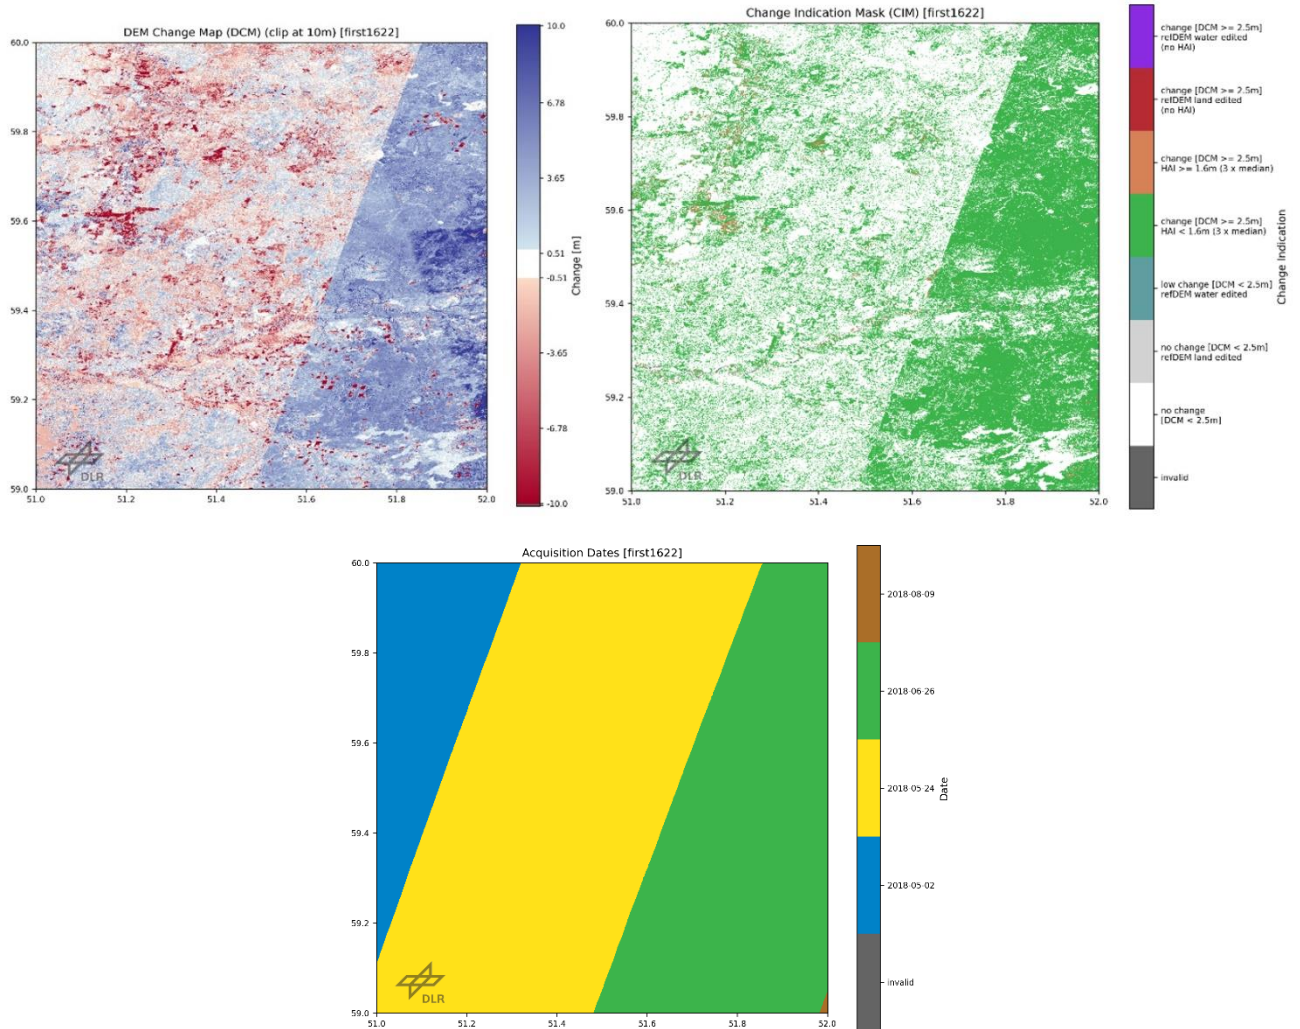 DEM Change Map (DCM) (clip at 10m) [first1622]
60.0
59.8
59.6
59.4
59.2
59.0
51.0
51.2
51.4
51.6
51.8
52.0
DLR
10.0
6.78
3.65
0.51
-0.51
-3.65
-6.78
-10.0
Change [m]
Change Indication Mask (CIM) [first1622]
60.0
59.8
59.6
59.4
59.2
59.0
51.0
51.2
51.4
51.6
51.8
52.0
DLR
change [DCM >= 2.5m]
refDEM water edited
(no HAI)
change [DCM >= 2.5m]
refDEM land edited
(no HAI)
change [DCM >= 2.5m]
HAI >= 1.6m (3 x median)
change [DCM >= 2.5m]
HAI < 1.6m (3 x median)
low change [DCM < 2.5m]
refDEM water edited
no change [DCM < 2.5m]
refDEM land edited
no change
[DCM < 2.5m]
invalid
Change Indication
Acquisition Dates [first1622]
60.0
59.8
59.6
59.4
59.2
59.0
51.0
51.2
51.4
51.6
51.8
52.0
DLR
2018-08-09
2018-06-26
2018-05-24
2018-05-02
invalid
Date